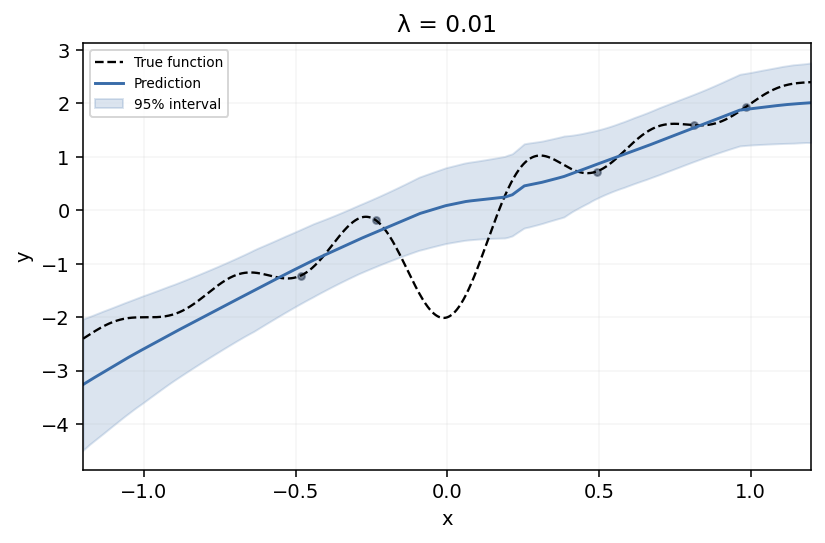 λ = 0.01
3
2
1
0
−1
−2
−3
−4
y
True function
Prediction
95% interval
−1.0
−0.5
0.0
0.5
1.0
x